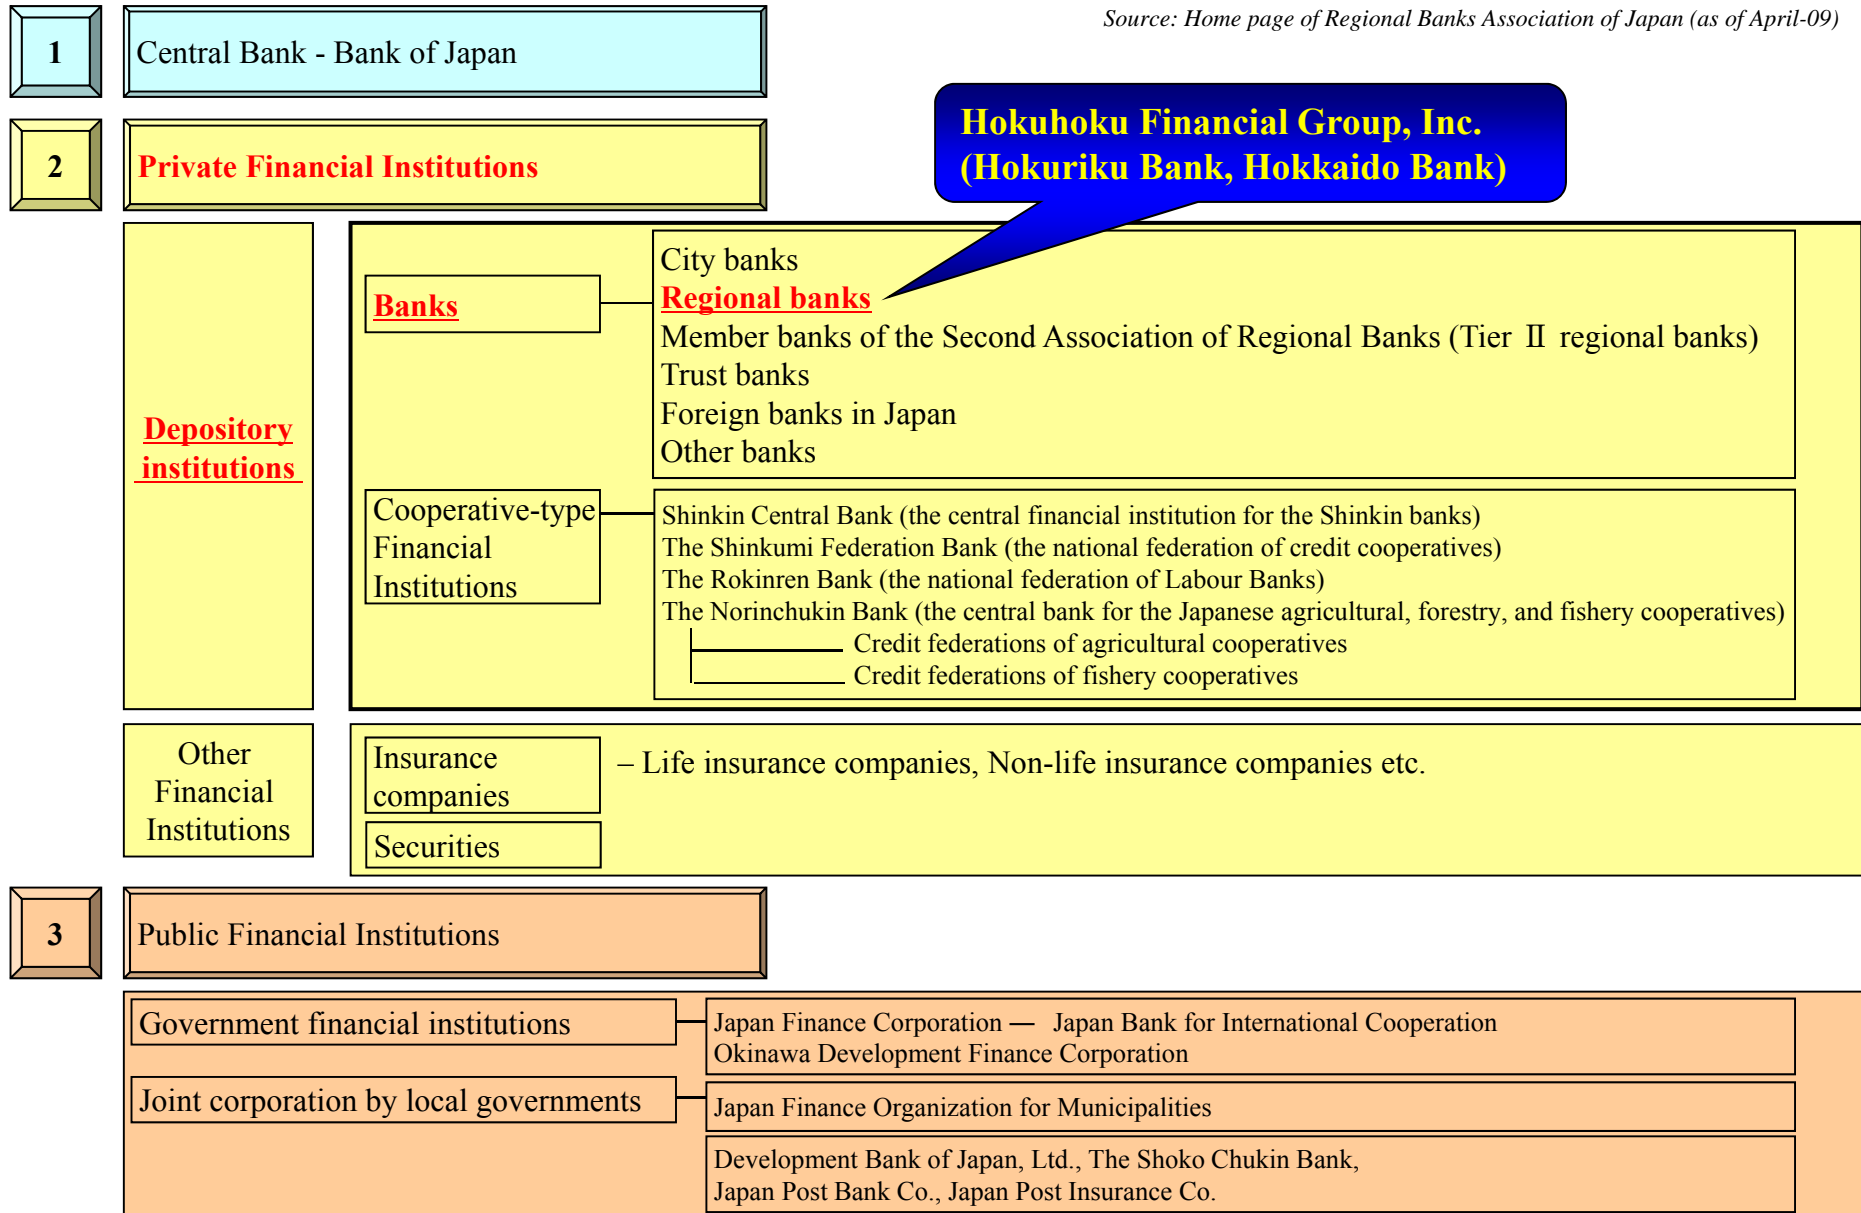 Source: Home page of Regional Banks Association of Japan (as of April-09)
1
Central Bank - Bank of Japan
Hokuhoku Financial Group, Inc.
(Hokuriku Bank, Hokkaido Bank)
2
Private Financial Institutions
Depository
institutions
Banks
City banks
Regional banks
Member banks of the Second Association of Regional Banks (Tier Ⅱ regional banks)
Trust banks
Foreign banks in Japan
Other banks
Cooperative-type
Financial
Institutions
Shinkin Central Bank (the central financial institution for the Shinkin banks)
The Shinkumi Federation Bank (the national federation of credit cooperatives)
The Rokinren Bank (the national federation of Labour Banks)
The Norinchukin Bank (the central bank for the Japanese agricultural, forestry, and fishery cooperatives)
Credit federations of agricultural cooperatives
Credit federations of fishery cooperatives
Other
Financial
Institutions
Insurance
companies
– Life insurance companies, Non-life insurance companies etc.
Securities
3
Public Financial Institutions
Government financial institutions
Japan Finance Corporation — Japan Bank for International Cooperation
Okinawa Development Finance Corporation
Joint corporation by local governments
Japan Finance Organization for Municipalities
Development Bank of Japan, Ltd., The Shoko Chukin Bank,
Japan Post Bank Co., Japan Post Insurance Co.